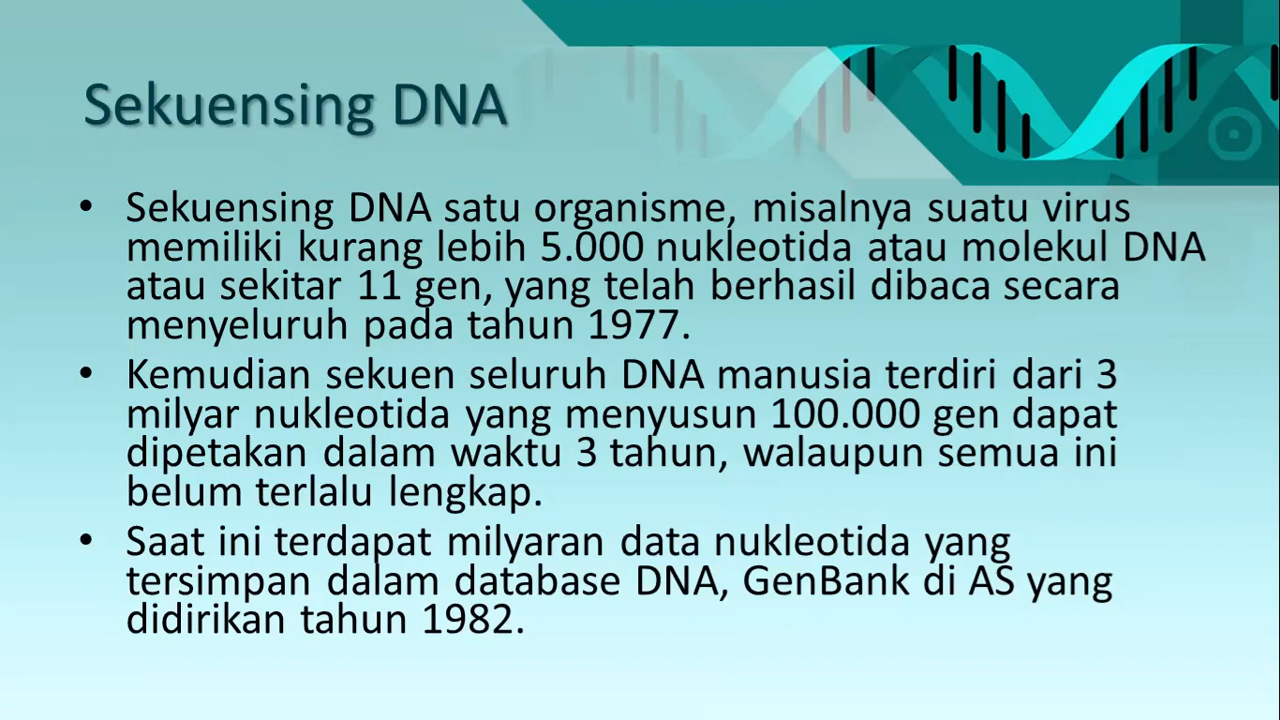 Sekuensing DNA
• Sekuensing DNA satu organisme, misalnya suatu virus
memiliki kurang lebih 5.000 nukleotida atau molekul DNA
atau sekitar 11 gen, yang telah berhasil dibaca secara
menyeluruh pada tahun 1977.
• Kemudian sekuen seluruh DNA manusia terdiri dari 3
milyar nukleotida yang menyusun 100.000 gen dapat
dipetakan dalam waktu 3 tahun, walaupun semua ini
belum terlalu lengkap.
• Saat ini terdapat milyaran data nukleotida yang
tersimpan dalam database DNA, GenBank di AS yang
didirikan tahun 1982.